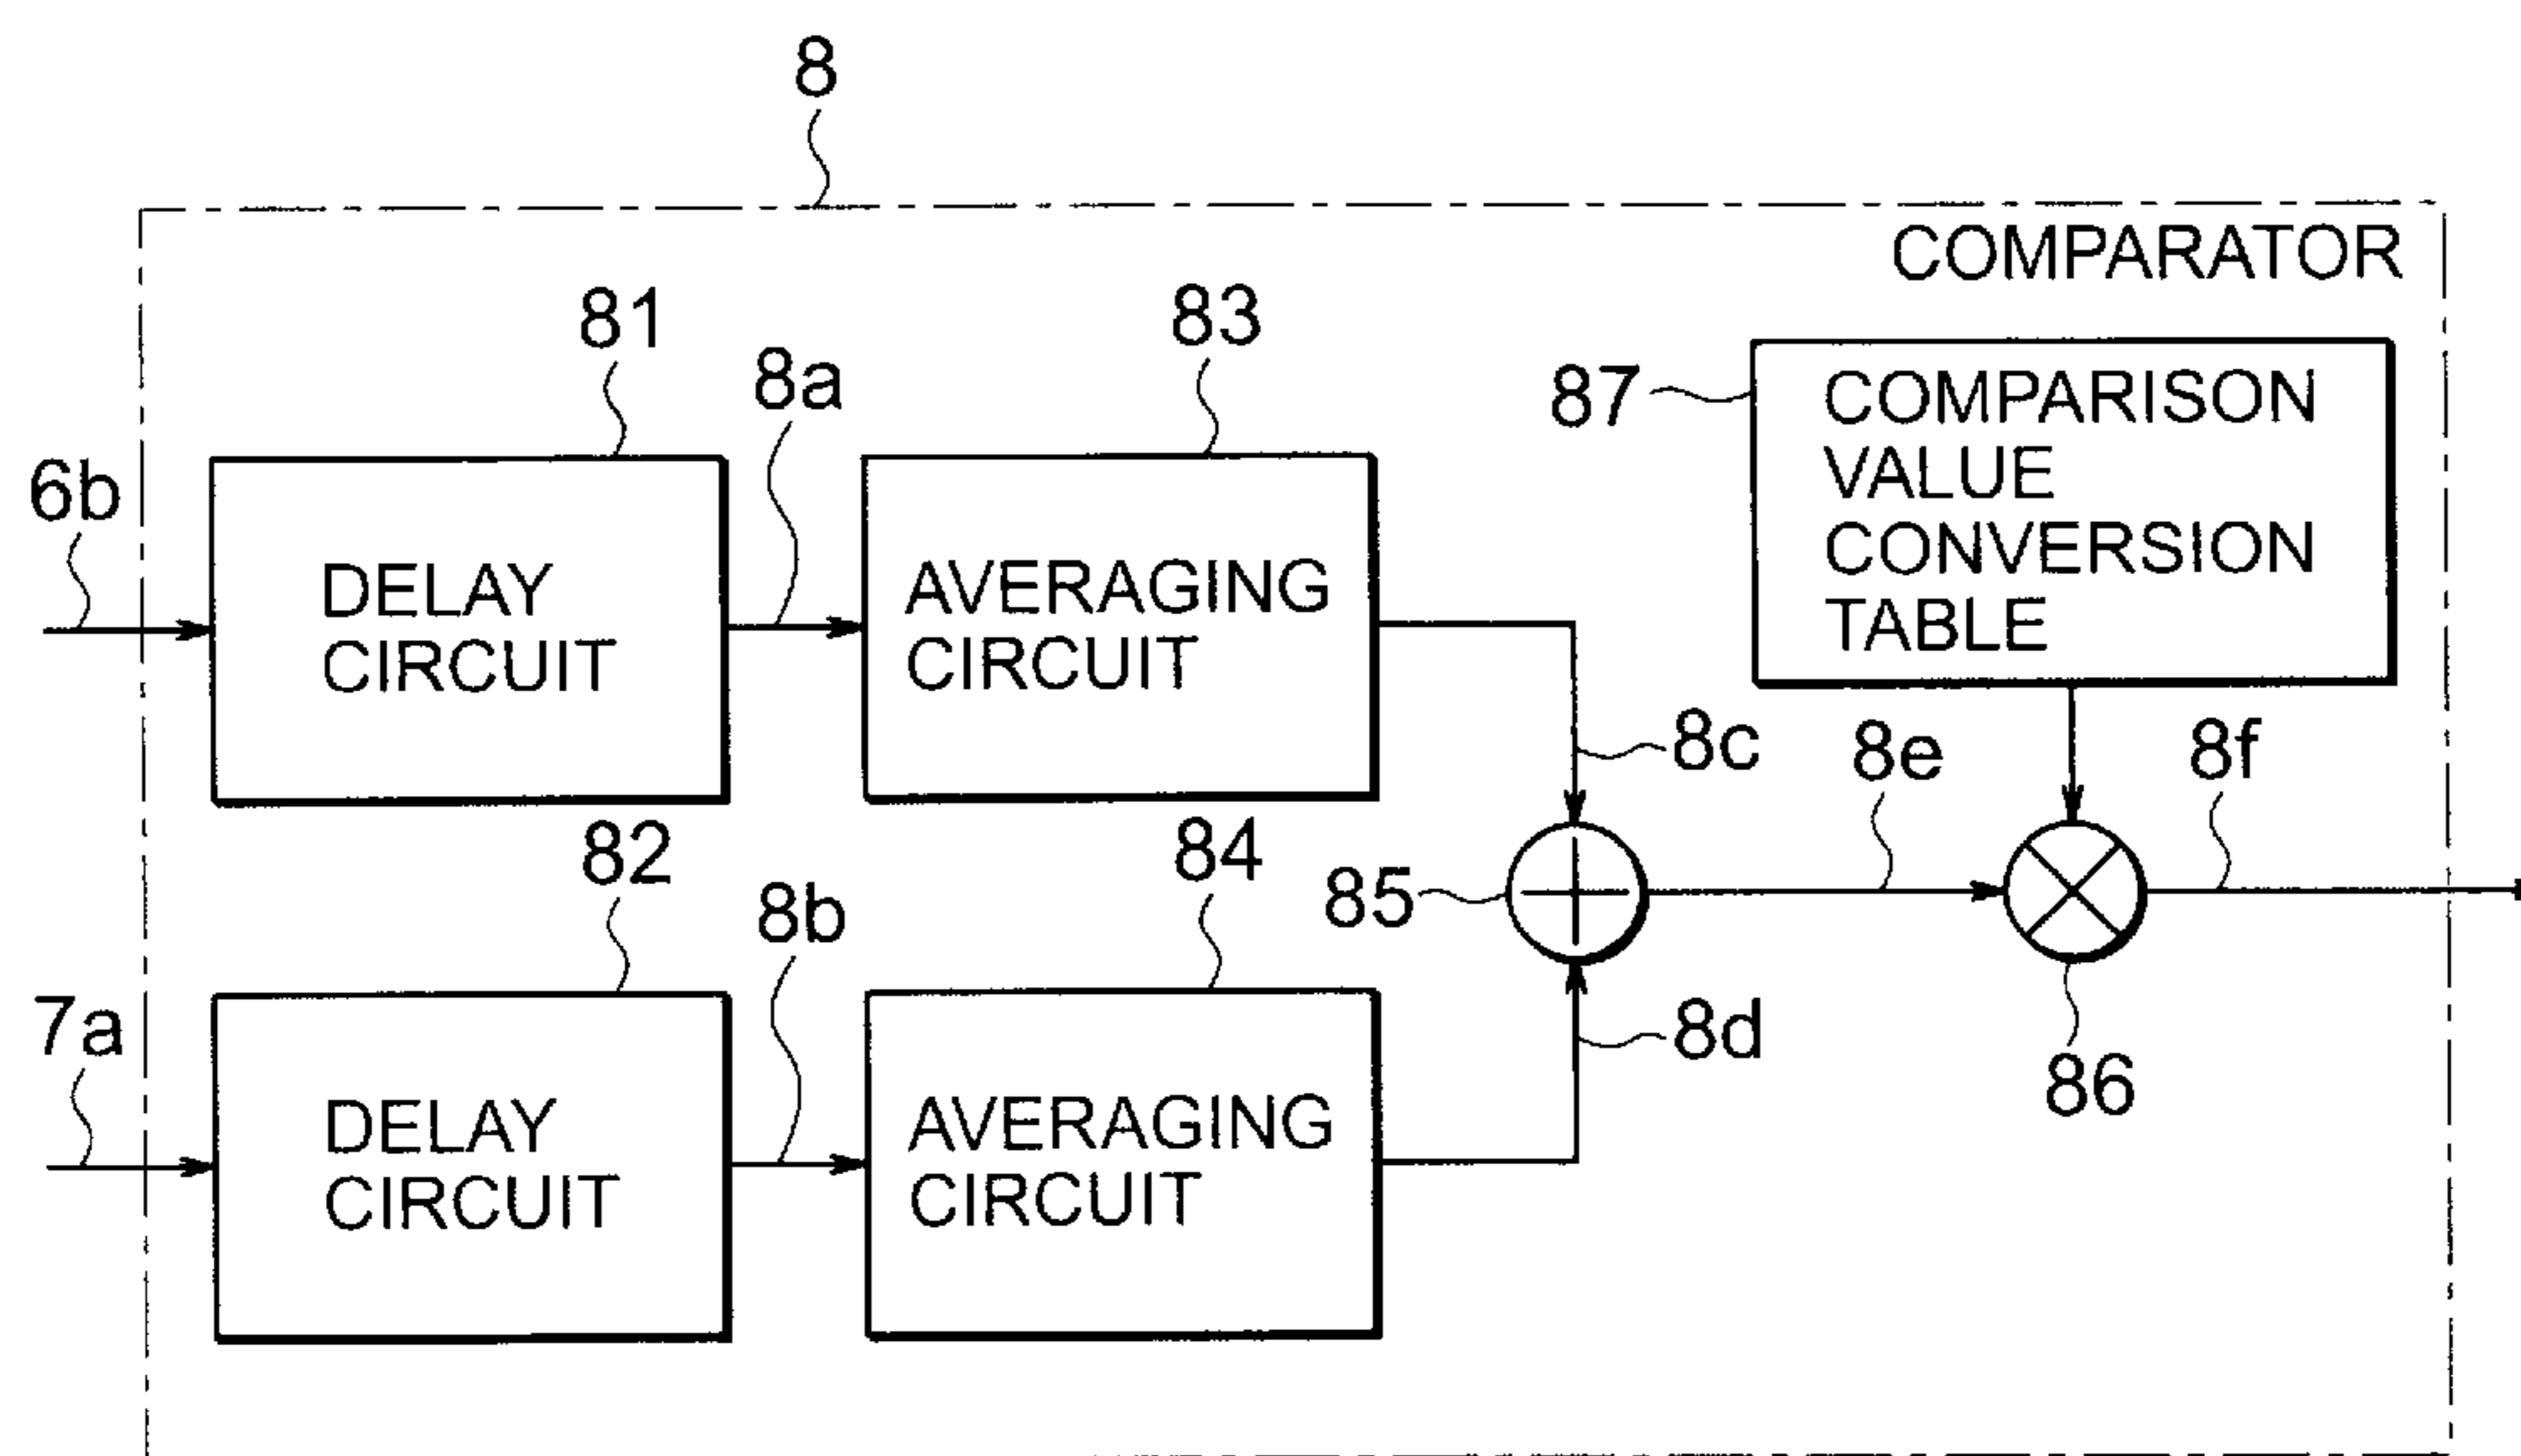 8
COMPARATOR
81
83
8a
87
COMPARISON
VALUE
CONVERSION
TABLE
6b
DELAY
CIRCUIT
AVERAGING
CIRCUIT
8c
8e
8f
82
84
8b
85
7a
8d
86
DELAY
CIRCUIT
AVERAGING
CIRCUIT